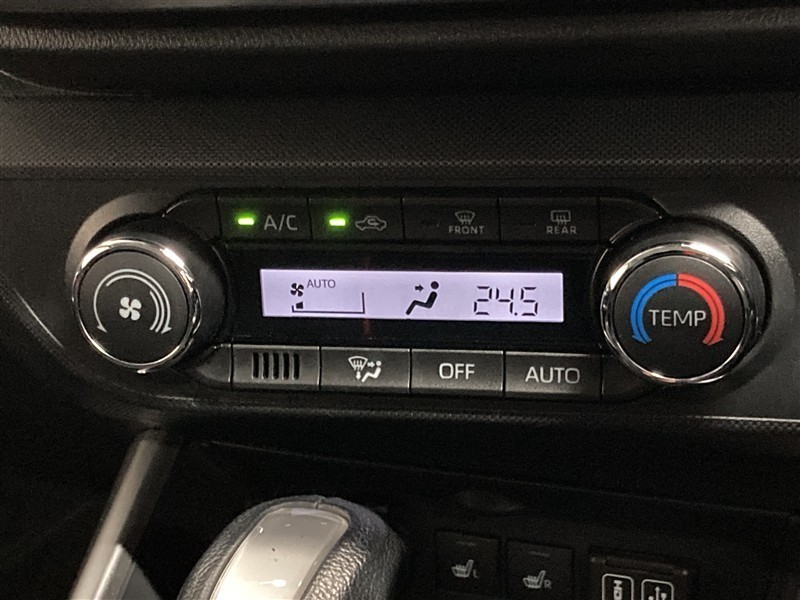 A/C
FRONT
REAR
AUTO
24.5
TEMP
OFF
AUTO
L
R